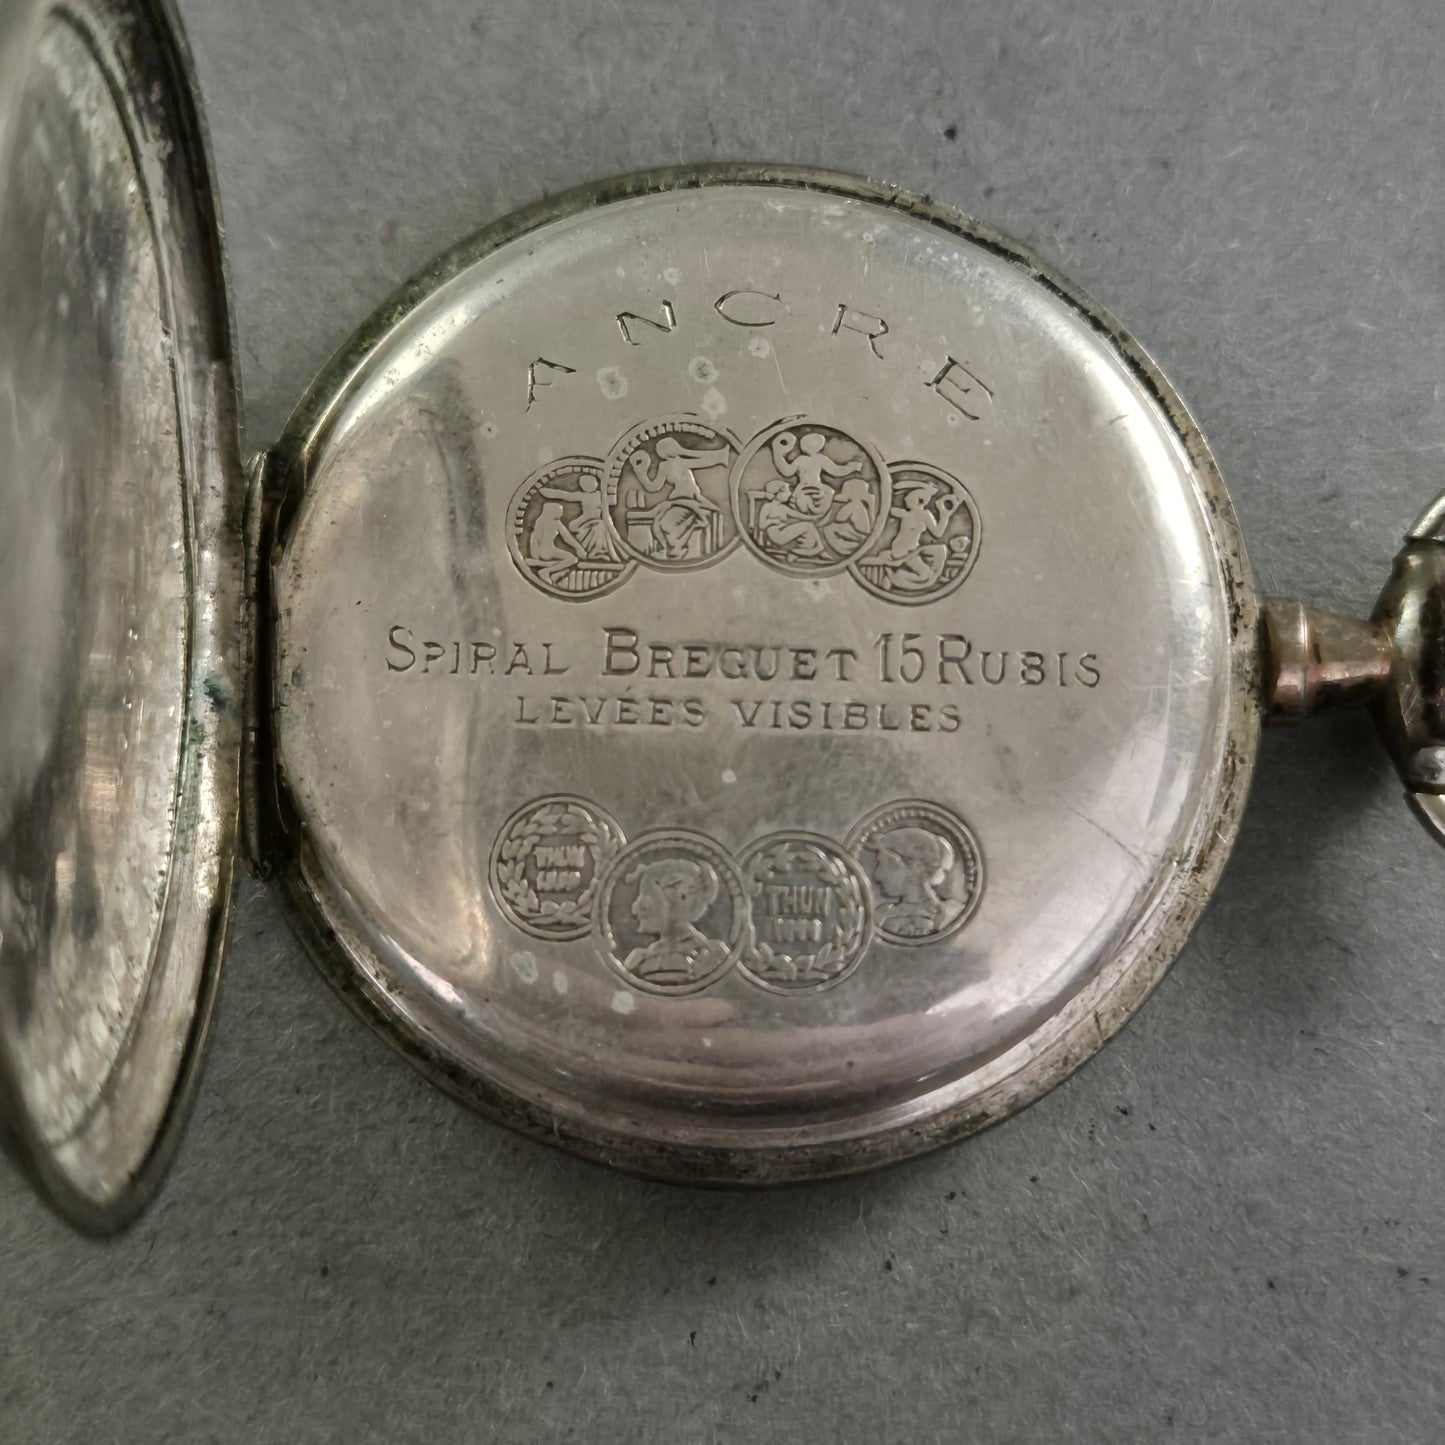 ANCRE
SPIRAL BREGUET 15 RUBIS
LEVÉES VISIBLES
THUN
THUN